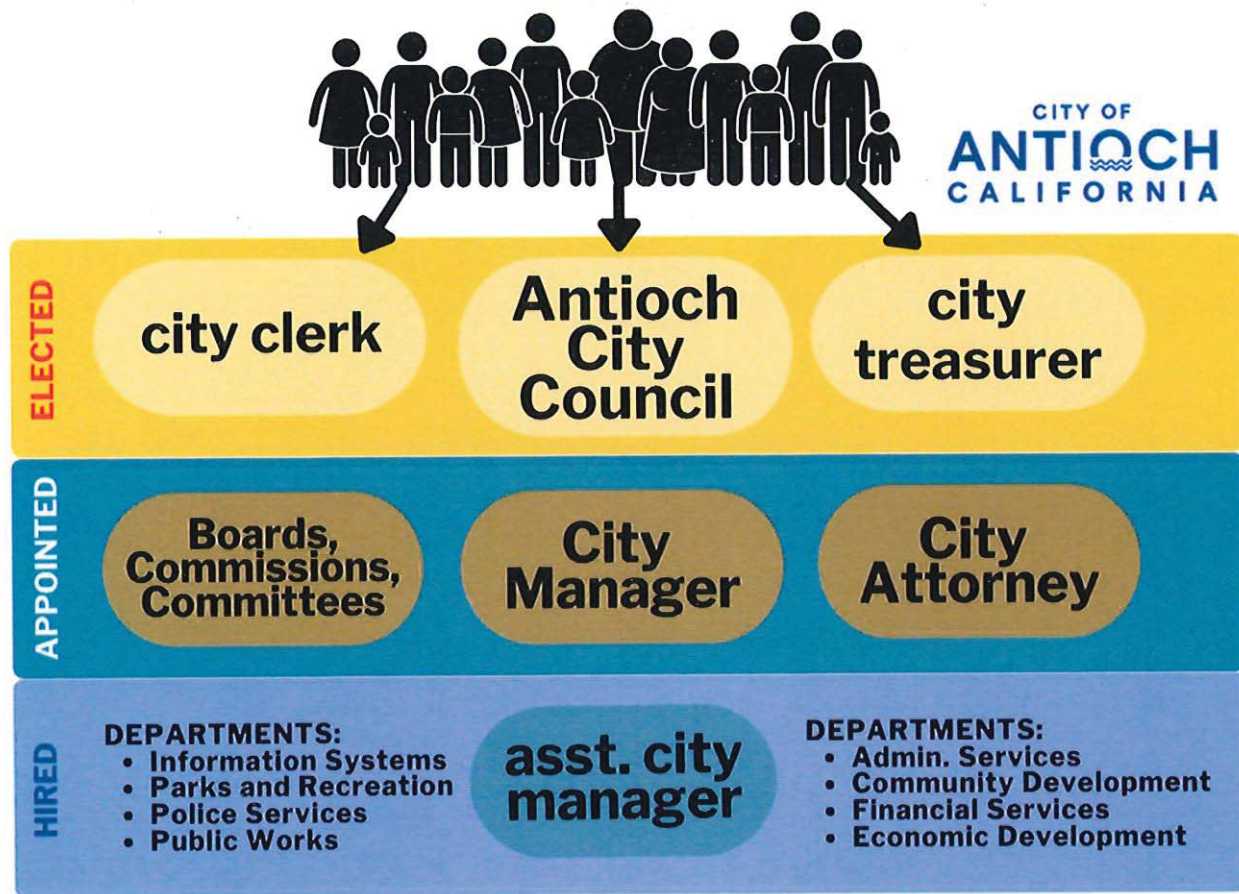 CITY OF
ANTIOCH
CALIFORNIA
ELECTED
city clerk
Antioch
City
Council
city
treasurer
APPOINTED
Boards,
Commissions,
Committees
City
Manager
City
Attorney
HIRED
DEPARTMENTS:
• Information Systems
• Parks and Recreation
• Police Services
• Public Works
asst. city
manager
DEPARTMENTS:
• Admin. Services
• Community Development
• Financial Services
• Economic Development